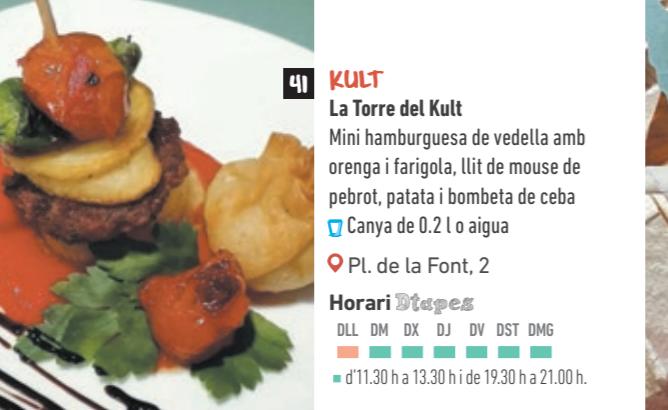 41
KULT
La Torre del Kult
Mini hamburguesa de vedella amb
orenga i farigola, llit de mouse de
pebrot, patata i bombeta de ceba
Canya de 0.2 l o aigua
Pl. de la Font, 2
Horari Dtapes
DLL DM DX DJ DV DST DMG
d'11.30 h a 13.30 h i de 19.30 h a 21.00 h.